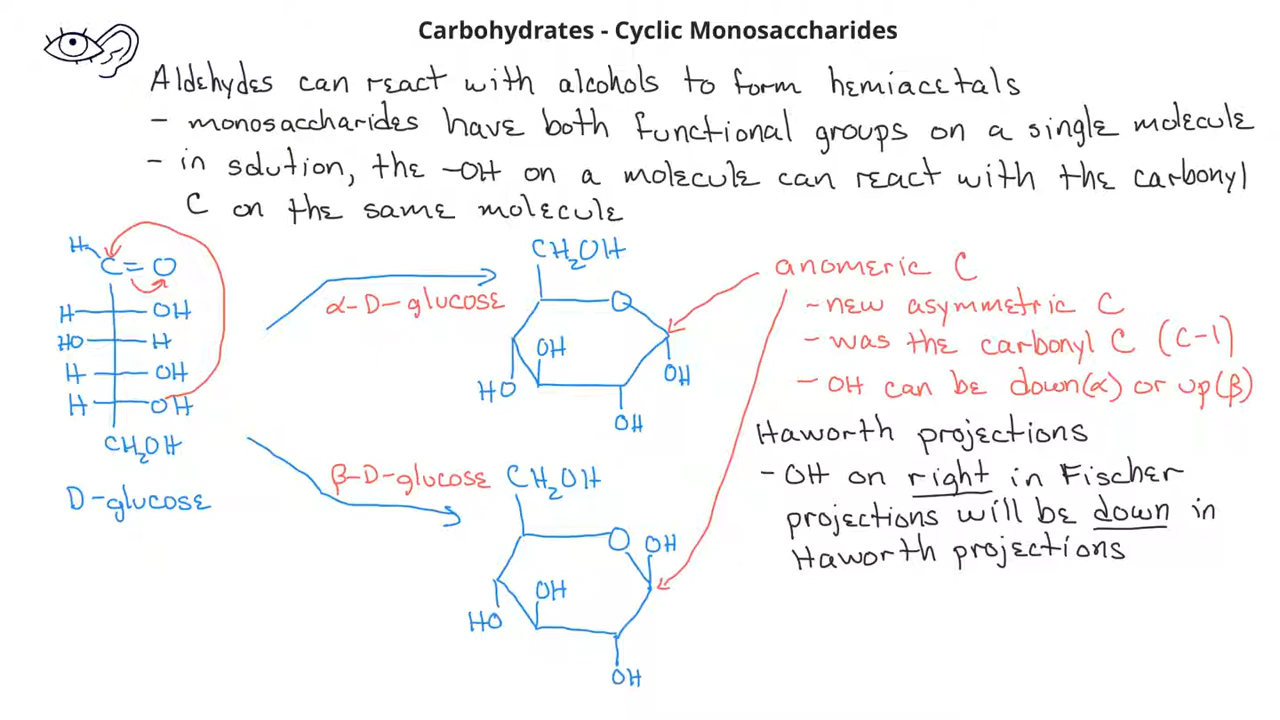 Carbohydrates - Cyclic Monosaccharides
Aldehydes can react with alcohols to form hemiacetals
- monosaccharides have both functional groups on a single molecule
- in solution, the -OH on a molecule can react with the carbonyl
C on the same molecule
H
C=O
H OH
HO H
H OH
H OH
CH2OH
D-glucose
α-D-glucose
CH2OH
O
OH
HO
OH
OH
β-D-glucose
CH2OH
O
OH
OH
HO
OH
anomeric C
- new asymmetric C
- was the carbonyl C (C-1)
- OH can be down(α) or up(β)
Haworth projections
- OH on right in Fischer
projections will be down in
Haworth projections